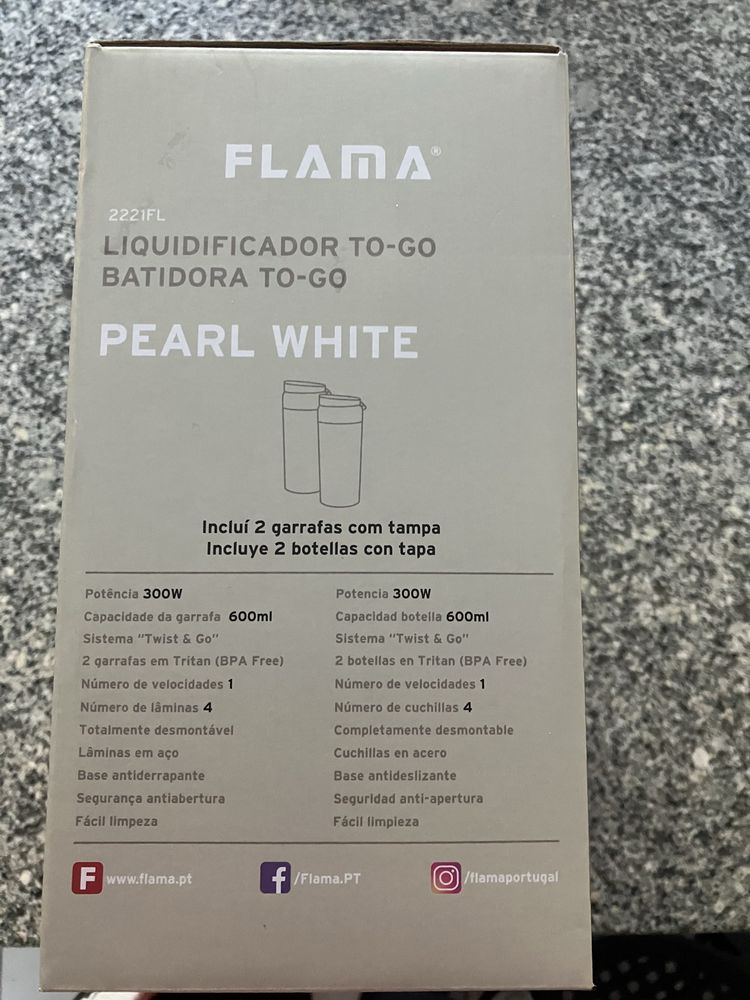 FLAMA®
2221FL
LIQUIDIFICADOR TO-GO
BATIDORA TO-GO
PEARL WHITE
Incluí 2 garrafas com tampa
Incluye 2 botellas con tapa
Potência 300W
Capacidade da garrafa 600ml
Sistema “Twist & Go”
2 garrafas em Tritan (BPA Free)
Número de velocidades 1
Número de lâminas 4
Totalmente desmontável
Lâminas em aço
Base antiderrapante
Segurança antiabertura
Fácil limpeza
Potencia 300W
Capacidad botella 600ml
Sistema “Twist & Go”
2 botellas en Tritan (BPA Free)
Número de velocidades 1
Número de cuchillas 4
Completamente desmontable
Cuchillas en acero
Base antideslizante
Seguridad anti-apertura
Fácil limpieza
F www.flama.pt
f /Flama.PT
/flamaportugal